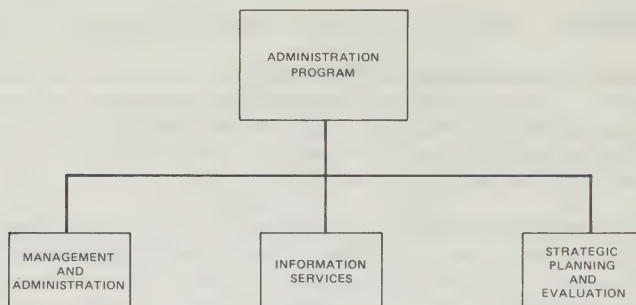 ADMINISTRATION
PROGRAM
MANAGEMENT
AND
ADMINISTRATION
INFORMATION
SERVICES
STRATEGIC
PLANNING
AND
EVALUATION